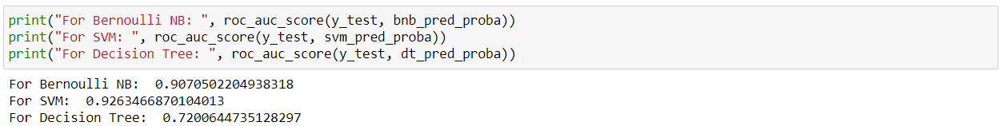 print("For Bernoulli NB: ", roc_auc_score(y_test, bnb_pred_proba))
print("For SVM: ", roc_auc_score(y_test, svm_pred_proba))
print("For Decision Tree: ", roc_auc_score(y_test, dt_pred_proba))
For Bernoulli NB:  0.9070502204938318
For SVM:  0.9263466870104013
For Decision Tree:  0.7200644735128297